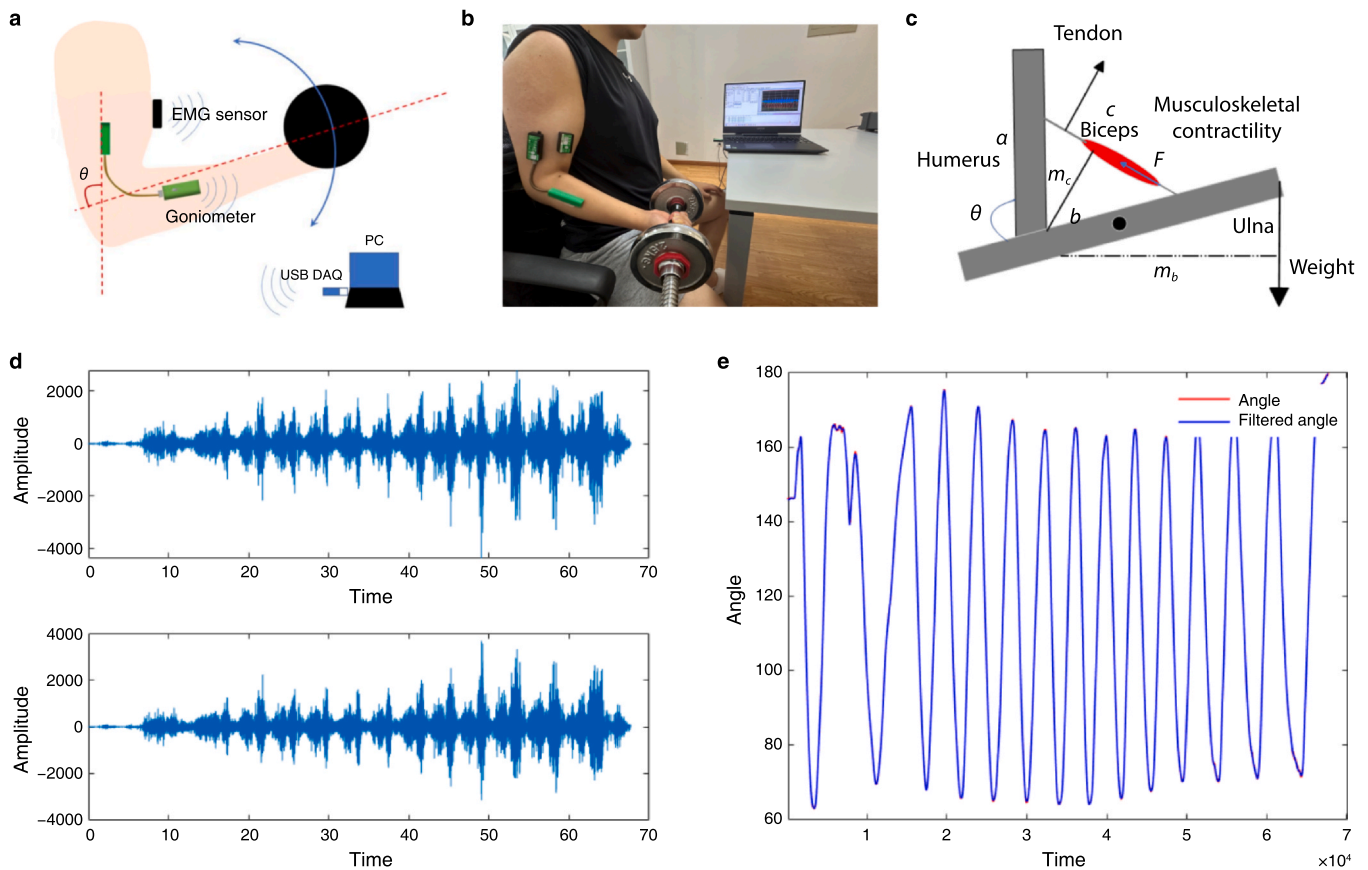 a
EMG sensor
θ
Goniometer
PC
USB DAQ
b
c
Tendon
c
Biceps
Musculoskeletal
contractility
a
Humerus
F
m_c
θ
b
Ulna
m_b
Weight
d
2000
0
−2000
−4000
Amplitude
0 10 20 30 40 50 60 70
Time
4000
2000
0
−2000
−4000
Amplitude
0 10 20 30 40 50 60 70
Time
e
180
160
140
120
100
80
60
Angle
Angle
Filtered angle
1 2 3 4 5 6 7
×10⁴
Time